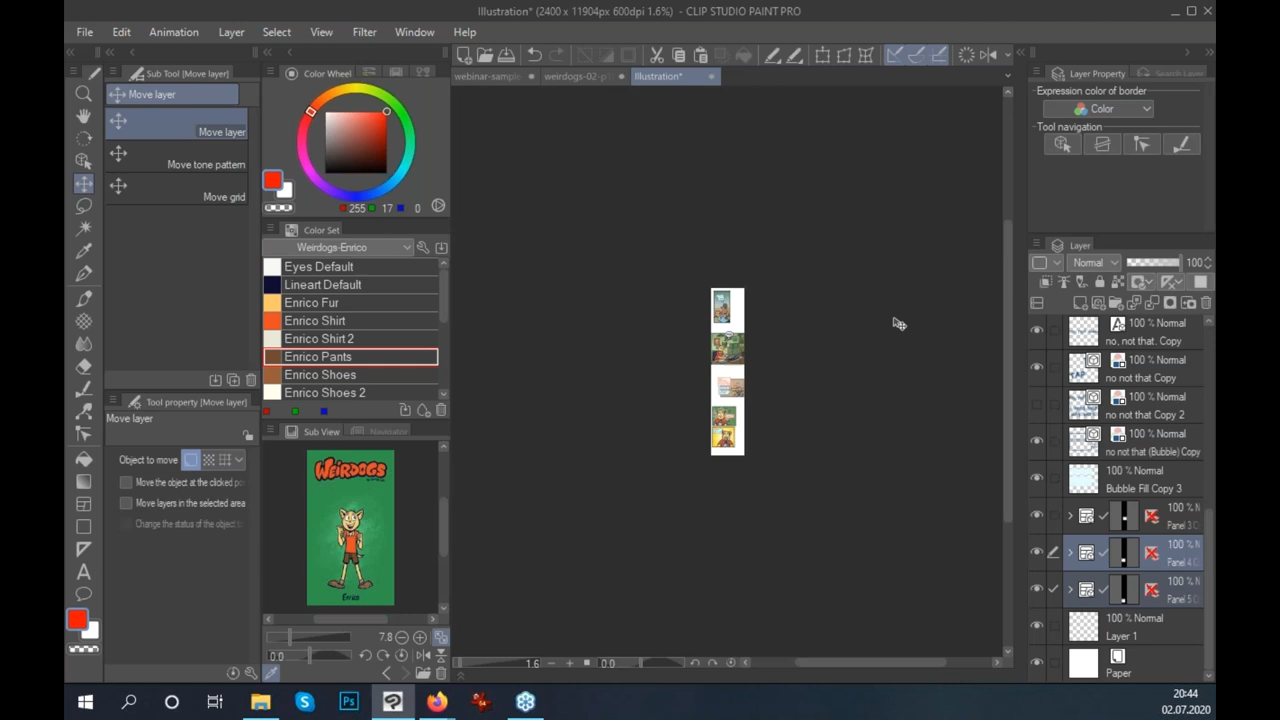 Illustration* (2400 x 11904px 600dpi 1.6%) - CLIP STUDIO PAINT PRO
File Edit Animation Layer Select View Filter Window Help
Sub Tool [Move layer]
Move layer
Move layer
Move tone pattern
Move grid
Tool property [Move layer]
Move layer
Object to move
Move the object at the clicked po
Move layers in the selected area
Change the status of the object to
Color Wheel
255 17 0
Color Set
Weirdogs-Enrico
Eyes Default
Lineart Default
Enrico Fur
Enrico Shirt
Enrico Shirt 2
Enrico Pants
Enrico Shoes
Enrico Shoes 2
Sub View Navigator
WEIRDOGS
Enrico
7.8
0.0
webinar-sample weirdogs-02-p1 Illustration*
1.6 0.0
Layer Property Search Layer
Expression color of border
Color
Tool navigation
Layer
Normal 100
100 % Normal
no, not that. Copy
100 % Normal
no not that Copy
100 % Normal
no not that Copy 2
100 % Normal
no not that (Bubble) Copy
100 % Normal
Bubble Fill Copy 3
100 % N
Panel 3 C
100 % N
Panel 4 C
100 % N
Panel 5 C
100 % Normal
Layer 1
Paper
Ps
20:44
02.07.2020